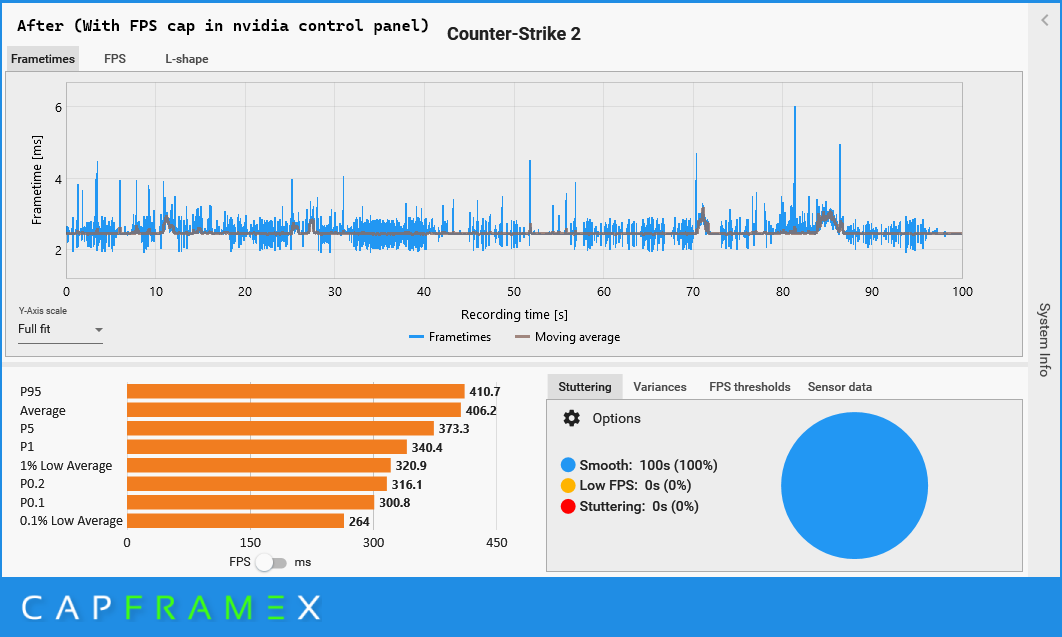 After (With FPS cap in nvidia control panel)
Counter-Strike 2
Frametimes FPS L-shape
Frametime [ms]
6
4
2
0 10 20 30 40 50 60 70 80 90 100
Recording time [s]
Y-Axis scale
Full fit
Frametimes Moving average
System Info
P95 410.7
Average 406.2
P5 373.3
P1 340.4
1% Low Average 320.9
P0.2 316.1
P0.1 300.8
0.1% Low Average 264
0 150 300 450
FPS ms
Stuttering Variances FPS thresholds Sensor data
Options
Smooth: 100s (100%)
Low FPS: 0s (0%)
Stuttering: 0s (0%)
CAPFRAMEX